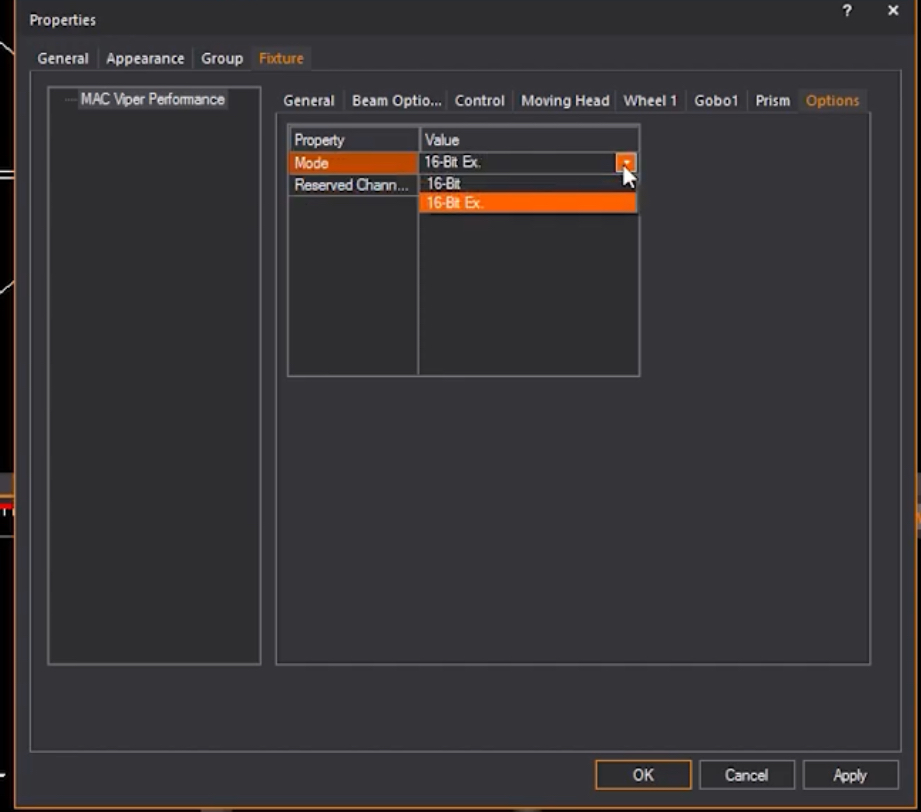 Properties
? ×
General Appearance Group Fixture
MAC Viper Performance
General Beam Optio... Control Moving Head Wheel 1 Gobo1 Prism Options
Property Value
Mode 16-Bit Ex.
Reserved Chann... 16-Bit
16-Bit Ex.
OK Cancel Apply